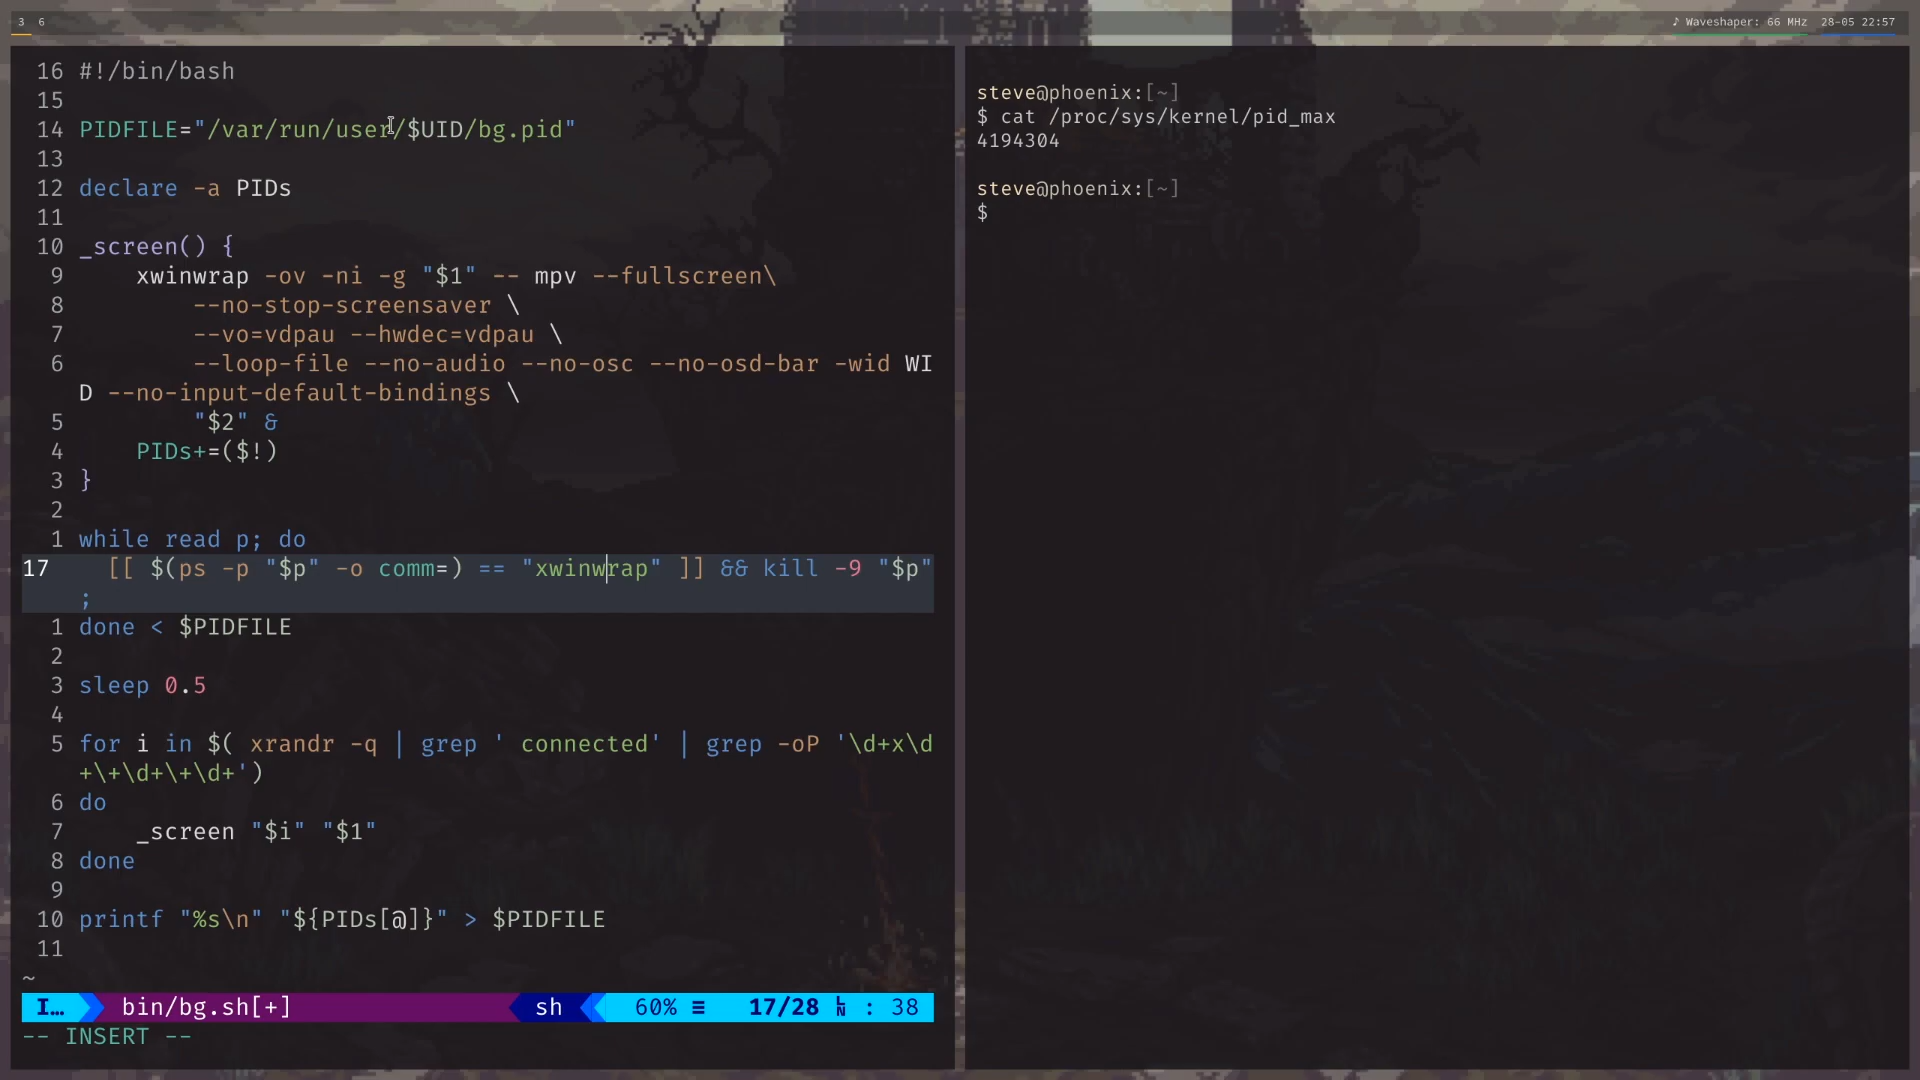 3 6
♪ Waveshaper: 66 MHz 28-05 22:57
16 #!/bin/bash
15
14 PIDFILE="/var/run/user/$UID/bg.pid"
13
12 declare -a PIDs
11
10 _screen() {
9     xwinwrap -ov -ni -g "$1" -- mpv --fullscreen\
8         --no-stop-screensaver \
7         --vo=vdpau --hwdec=vdpau \
6         --loop-file --no-audio --no-osc --no-osd-bar -wid WI
D --no-input-default-bindings \
5         "$2" &
4     PIDs+=($!)
3 }
2
1 while read p; do
17   [[ $(ps -p "$p" -o comm=) == "xwinwrap" ]] && kill -9 "$p"
;
1 done < $PIDFILE
2
3 sleep 0.5
4
5 for i in $( xrandr -q | grep ' connected' | grep -oP '\d+x\d
+\+\d+\+\d+')
6 do
7     _screen "$i" "$1"
8 done
9
10 printf "%s\n" "${PIDs[@]}" > $PIDFILE
11
~
I… bin/bg.sh[+] sh 60% ≡ 17/28 ␤ : 38
-- INSERT --
steve@phoenix:[~]
$ cat /proc/sys/kernel/pid_max
4194304
steve@phoenix:[~]
$